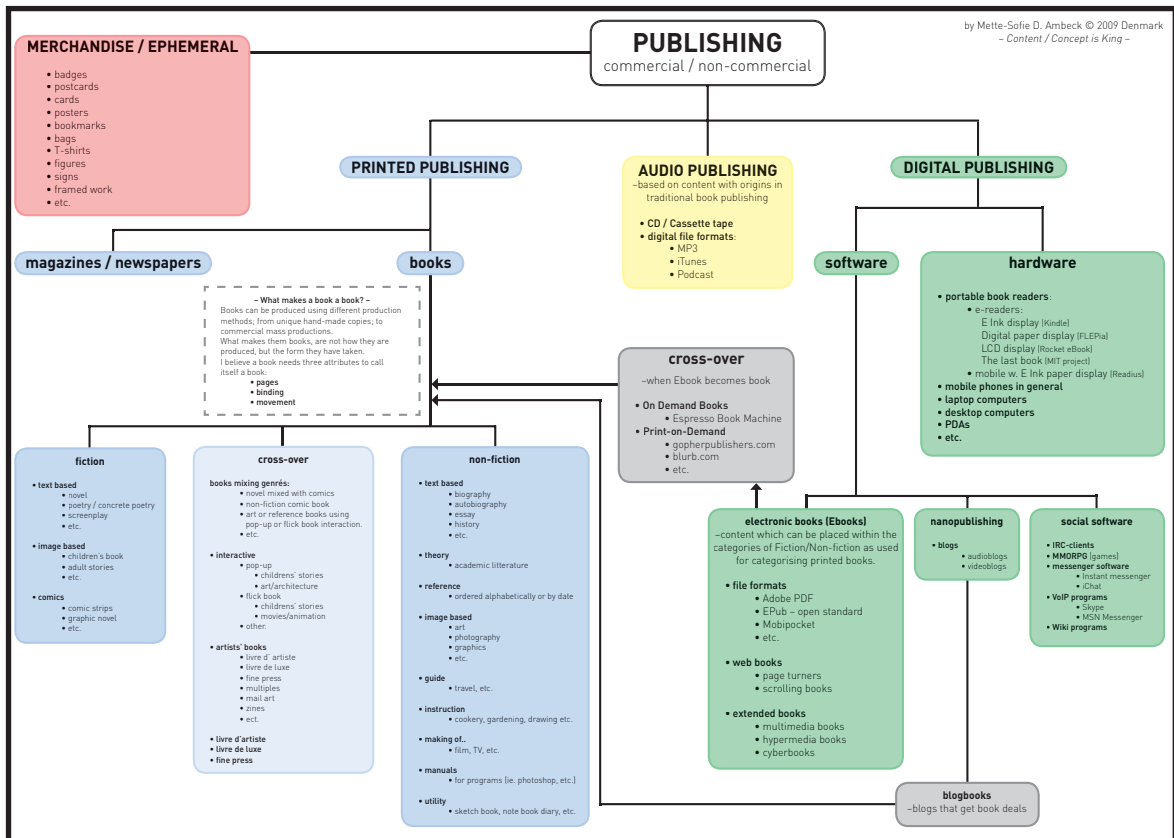 by Mette-Sofie D. Ambeck © 2009 Denmark
– Content / Concept is King –
PUBLISHING
commercial / non-commercial
MERCHANDISE / EPHEMERAL
• badges
• postcards
• cards
• posters
• bookmarks
• bags
• T-shirts
• figures
• signs
• framed work
• etc.
PRINTED PUBLISHING
AUDIO PUBLISHING
–based on content with origins in
traditional book publishing
• CD / Cassette tape
• digital file formats:
• MP3
• iTunes
• Podcast
DIGITAL PUBLISHING
magazines / newspapers
books
software
hardware
• portable book readers:
• e-readers:
E Ink display (Kindle)
Digital paper display (FLEPia)
LCD display (Rocket eBook)
The last book (MIT project)
• mobile w. E Ink paper display (Readius)
• mobile phones in general
• laptop computers
• desktop computers
• PDAs
• etc.
– What makes a book a book? –
Books can be produced using different production
methods; from unique hand-made copies; to
commercial mass productions.
What makes them books, are not how they are
produced, but the form they have taken.
I believe a book needs three attributes to call
itself a book:
• pages
• binding
• movement
cross-over
–when Ebook becomes book
• On Demand Books
• Espresso Book Machine
• Print-on-Demand
• gopherpublishers.com
• blurb.com
• etc.
fiction
• text based
• novel
• poetry / concrete poetry
• screenplay
• etc.
• image based
• children's book
• adult stories
• etc.
• comics
• comic strips
• graphic novel
• etc.
cross-over
books mixing genrés:
• novel mixed with comics
• non-fiction comic book
• art or reference books using
pop-up or flick book interaction.
• etc.
• interactive
• pop-up
• childrens' stories
• art/architecture
• flick book
• childrens' stories
• movies/animation
• other.
• artists' books
• livre d' artiste
• livre de luxe
• fine press
• multiples
• mail art
• zines
• ect.
• livre d'artiste
• livre de luxe
• fine press
non-fiction
• text based
• biography
• autobiography
• essay
• history
• etc.
• theory
• academic litterature
• reference
• ordered alphabetically or by date
• image based
• art
• photography
• graphics
• etc.
• guide
• travel, etc.
• instruction
• cookery, gardening, drawing etc.
• making of..
• film, TV, etc.
• manuals
• for programs (ie. photoshop, etc.)
• utility
• sketch book, note book diary, etc.
electronic books (Ebooks)
–content which can be placed within the
categories of Fiction/Non-fiction as used
for categorising printed books.
• file formats
• Adobe PDF
• EPub – open standard
• Mobipocket
• etc.
• web books
• page turners
• scrolling books
• extended books
• multimedia books
• hypermedia books
• cyberbooks
nanopublishing
• blogs
• audioblogs
• videoblogs
social software
• IRC-clients
• MMORPG (games)
• messenger software
• Instant messenger
• iChat
• VoIP programs
• Skype
• MSN Messenger
• Wiki programs
blogbooks
–blogs that get book deals